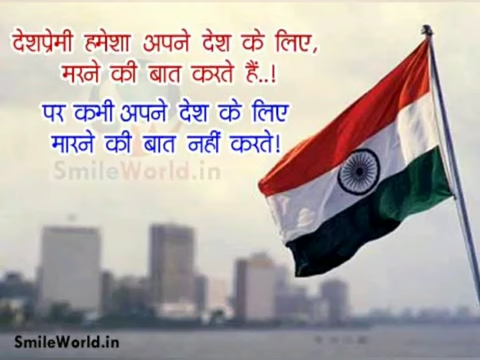 देशप्रेमी हमेशा अपने देश के लिए,
मरने की बात करते हैं..!
पर कभी अपने देश के लिए
मारने की बात नहीं करते!
SmileWorld.in
SmileWorld.in